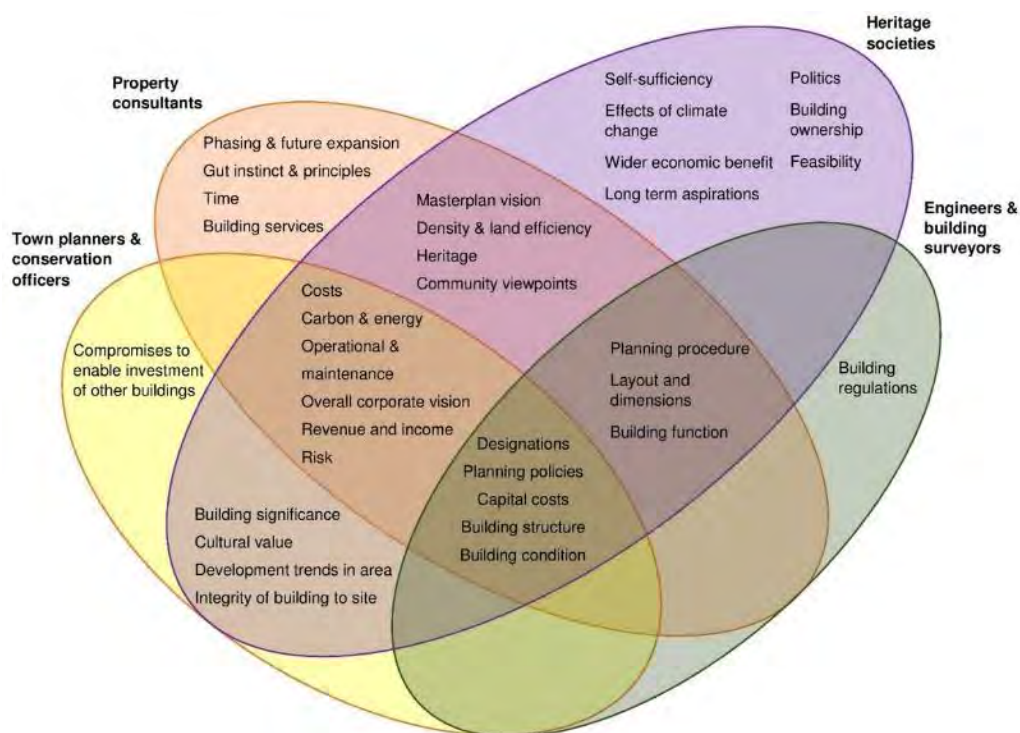 Heritage
societies
Property
consultants
Self-sufficiency
Effects of climate
change
Wider economic benefit
Long term aspirations
Politics
Building
ownership
Feasibility
Phasing & future expansion
Gut instinct & principles
Time
Building services
Masterplan vision
Density & land efficiency
Heritage
Community viewpoints
Engineers &
building
surveyors
Town planners &
conservation
officers
Costs
Carbon & energy
Operational &
maintenance
Overall corporate vision
Revenue and income
Risk
Compromises to
enable investment
of other buildings
Planning procedure
Layout and
dimensions
Building function
Building
regulations
Designations
Planning policies
Capital costs
Building structure
Building condition
Building significance
Cultural value
Development trends in area
Integrity of building to site